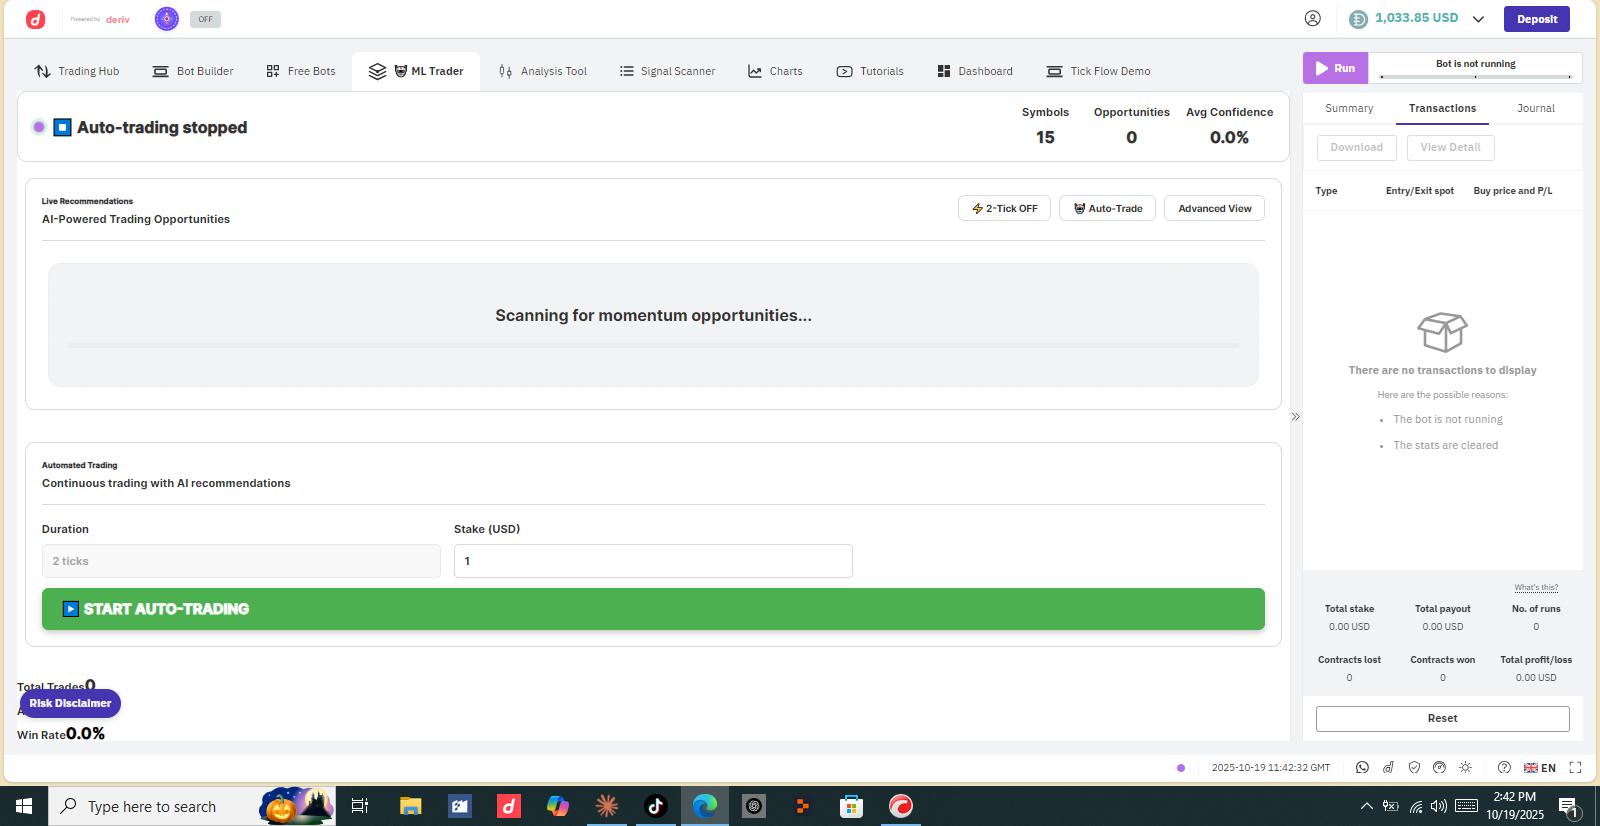 Powered by deriv
OFF
1,033.85 USD
Deposit
Trading Hub
Bot Builder
Free Bots
ML Trader
Analysis Tool
Signal Scanner
Charts
Tutorials
Dashboard
Tick Flow Demo
Run
Bot is not running
Auto-trading stopped
Symbols
15
Opportunities
0
Avg Confidence
0.0%
Live Recommendations
AI-Powered Trading Opportunities
2-Tick OFF
Auto-Trade
Advanced View
Scanning for momentum opportunities...
Automated Trading
Continuous trading with AI recommendations
Duration
2 ticks
Stake (USD)
1
START AUTO-TRADING
Total Trades0
Risk Disclaimer
Win Rate0.0%
Summary
Transactions
Journal
Download
View Detail
Type
Entry/Exit spot
Buy price and P/L
There are no transactions to display
Here are the possible reasons:
• The bot is not running
• The stats are cleared
What's this?
Total stake
0.00 USD
Total payout
0.00 USD
No. of runs
0
Contracts lost
0
Contracts won
0
Total profit/loss
0.00 USD
Reset
2025-10-19 11:42:32 GMT
EN
Type here to search
2:42 PM
10/19/2025
1